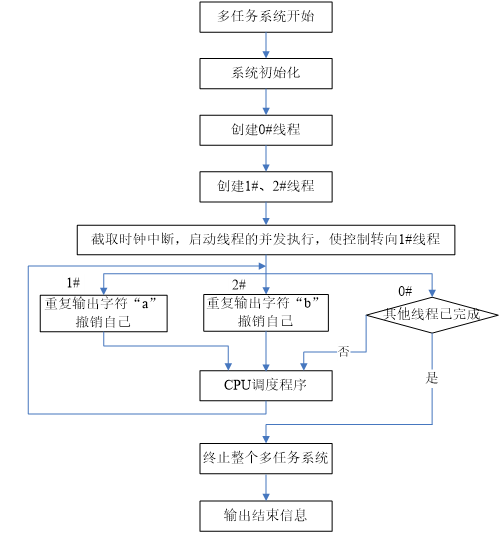 多任务系统开始
系统初始化
创建0#线程
创建1#、2#线程
截取时钟中断，启动线程的并发执行，使控制转向1#线程
1#
2#
0#
重复输出字符“a”
撤销自己
重复输出字符“b”
撤销自己
其他线程已完成
否
是
CPU调度程序
终止整个多任务系统
输出结束信息